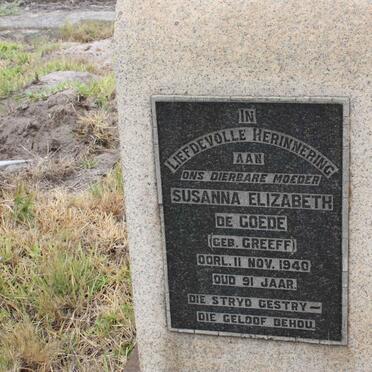 IN
LIEFDEVOLLE HERINNERING
AAN
ONS DIERBARE MOEDER
SUSANNA ELIZABETH
DE GOEDE
(GEB. GREEFF)
OORL. 11 NOV. 1940
OUD 91 JAAR.
DIE STRYD GESTRY —
DIE GELOOF BEHOU.